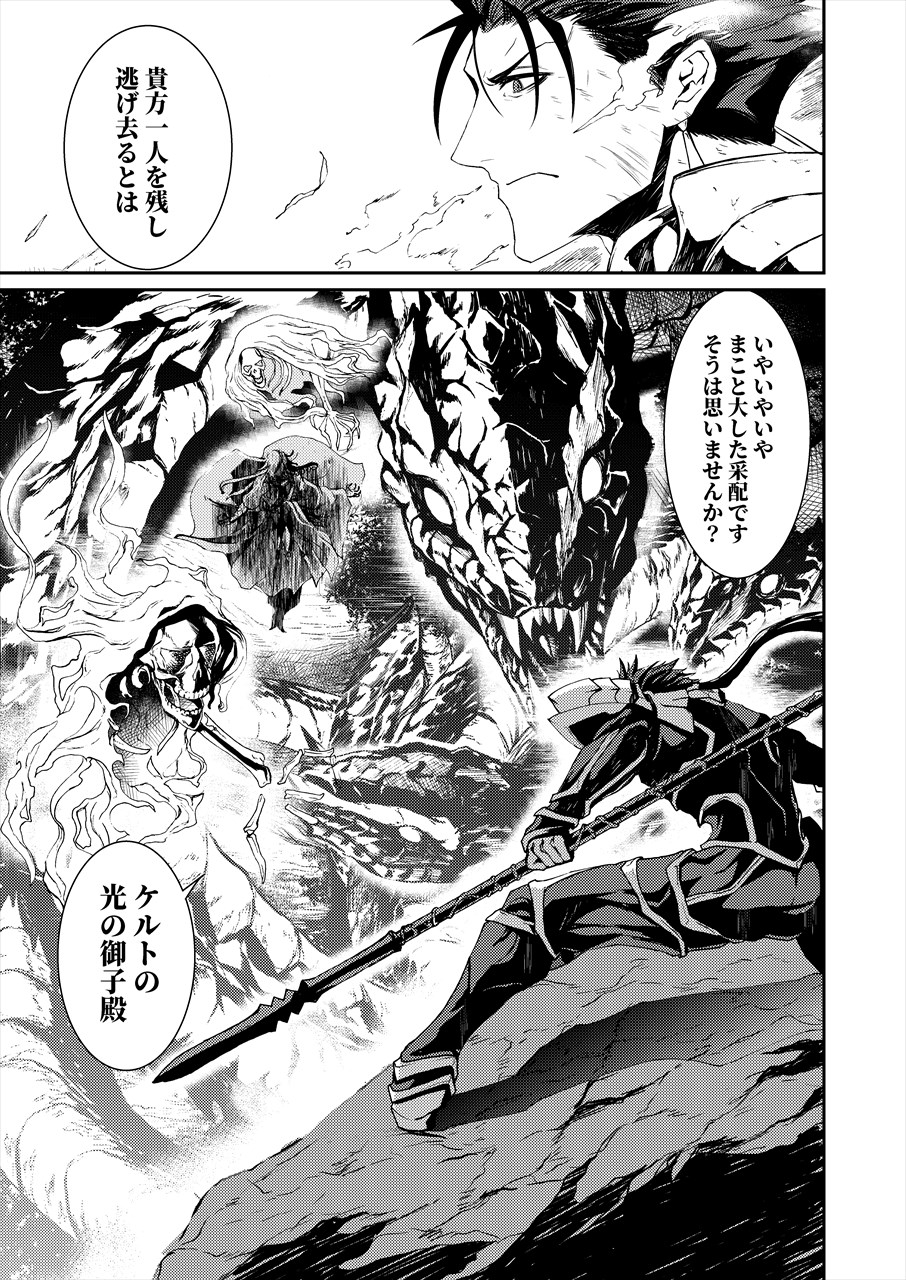 貴方一人を残し
逃げ去るとは
いやいやいや
まこと大した采配です
そうは思いませんか？
ケルトの
光の御子殿